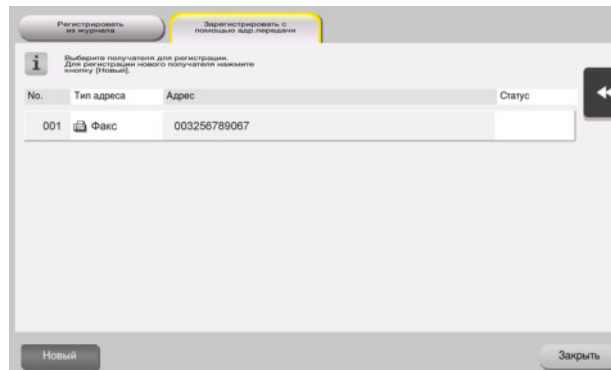 Регистрировать
из журнала
Зарегистрировать с
помощью адр.передачи
Выберите получателя для регистрации.
Для регистрации нового получателя нажмите
кнопку [Новый].
No. Тип адреса Адрес Статус
001 Факс 003256789067
Новый Закрыть